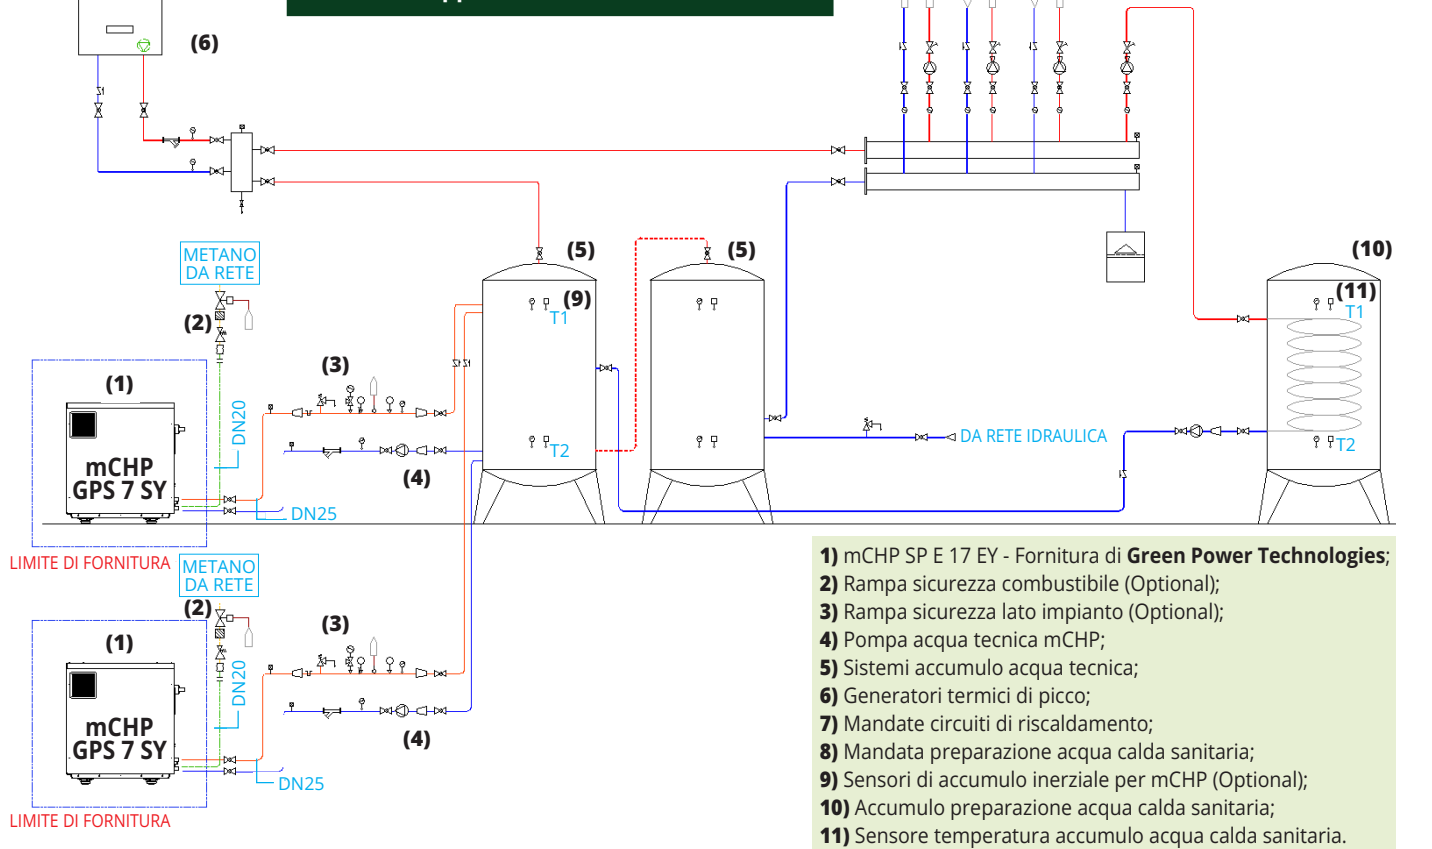 (6)
METANO
DA RETE
(2)
(5)
(5)
(10)
(9)
T1
(11)
T1
(3)
(1)
DN20
mCHP
GPS 7 SY
T2
(4)
DA RETE IDRAULICA
T2
DN25
LIMITE DI FORNITURA
METANO
DA RETE
(2)
(1)
(3)
DN20
mCHP
GPS 7 SY
(4)
DN25
LIMITE DI FORNITURA
1) mCHP SP E 17 EY - Fornitura di Green Power Technologies;
2) Rampa sicurezza combustibile (Optional);
3) Rampa sicurezza lato impianto (Optional);
4) Pompa acqua tecnica mCHP;
5) Sistemi accumulo acqua tecnica;
6) Generatori termici di picco;
7) Mandate circuiti di riscaldamento;
8) Mandata preparazione acqua calda sanitaria;
9) Sensori di accumulo inerziale per mCHP (Optional);
10) Accumulo preparazione acqua calda sanitaria;
11) Sensore temperatura accumulo acqua calda sanitaria.